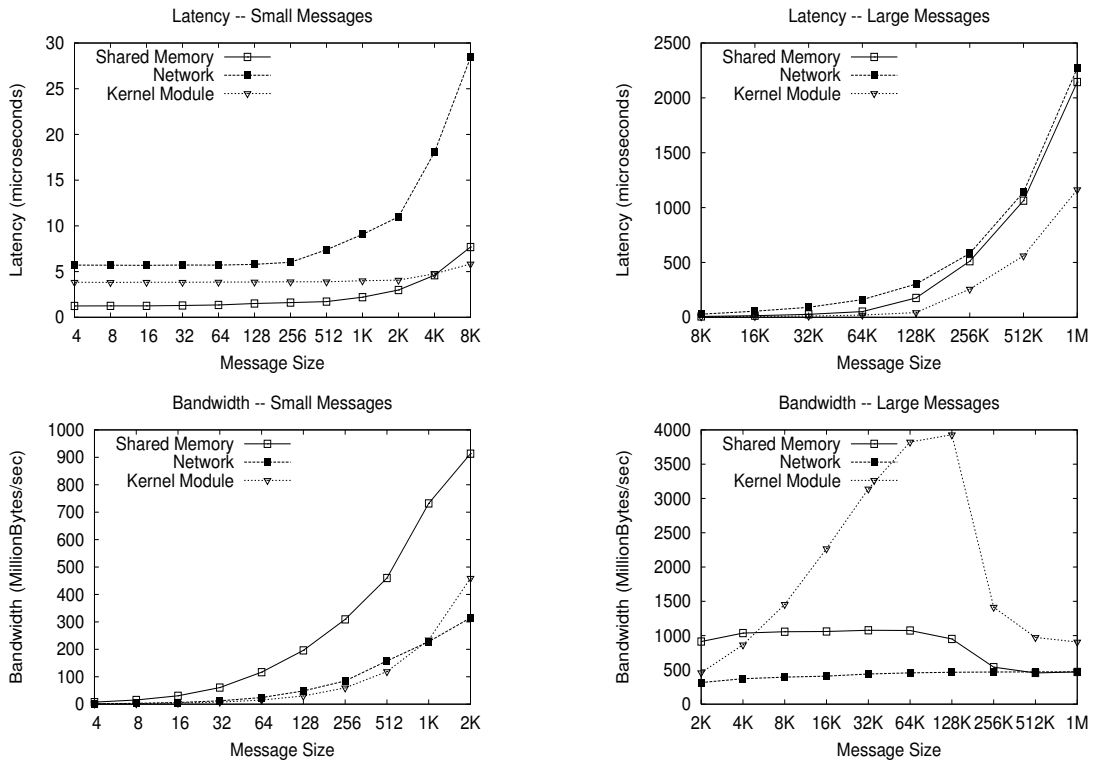 Latency -- Small Messages
30
25
20
15
10
5
0
Latency (microseconds)
Shared Memory
Network
Kernel Module
4 8 16 32 64 128 256 512 1K 2K 4K 8K
Message Size
Latency -- Large Messages
2500
2000
1500
1000
500
0
Latency (microseconds)
Shared Memory
Network
Kernel Module
8K 16K 32K 64K 128K 256K 512K 1M
Message Size
Bandwidth -- Small Messages
1000
900
800
700
600
500
400
300
200
100
0
Bandwidth (MillionBytes/sec)
Shared Memory
Network
Kernel Module
4 8 16 32 64 128 256 512 1K 2K
Message Size
Bandwidth -- Large Messages
4000
3500
3000
2500
2000
1500
1000
500
0
Bandwidth (MillionBytes/sec)
Shared Memory
Network
Kernel Module
2K 4K 8K 16K 32K 64K 128K 256K 512K 1M
Message Size